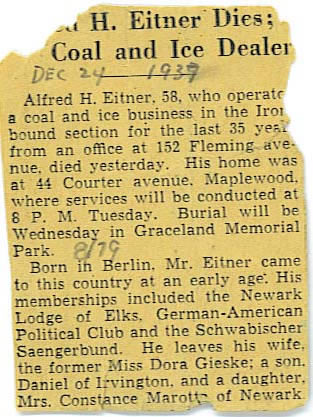 d H. Eitner Dies;
Coal and Ice Dealer
DEC 24 1939
Alfred H. Eitner, 58, who operate
a coal and ice business in the Iron
bound section for the last 35 year
from an office at 152 Fleming ave-
nue, died yesterday. His home was
at 44 Courter avenue, Maplewood,
where services will be conducted at
8 P. M. Tuesday. Burial will be
Wednesday in Graceland Memorial
Park. 8/79
Born in Berlin, Mr. Eitner came
to this country at an early age. His
memberships included the Newark
Lodge of Elks, German-American
Political Club and the Schwabischer
Saengerbund. He leaves his wife,
the former Miss Dora Gieske; a son,
Daniel of Irvington, and a daughter,
Mrs. Constance Marotte of Newark